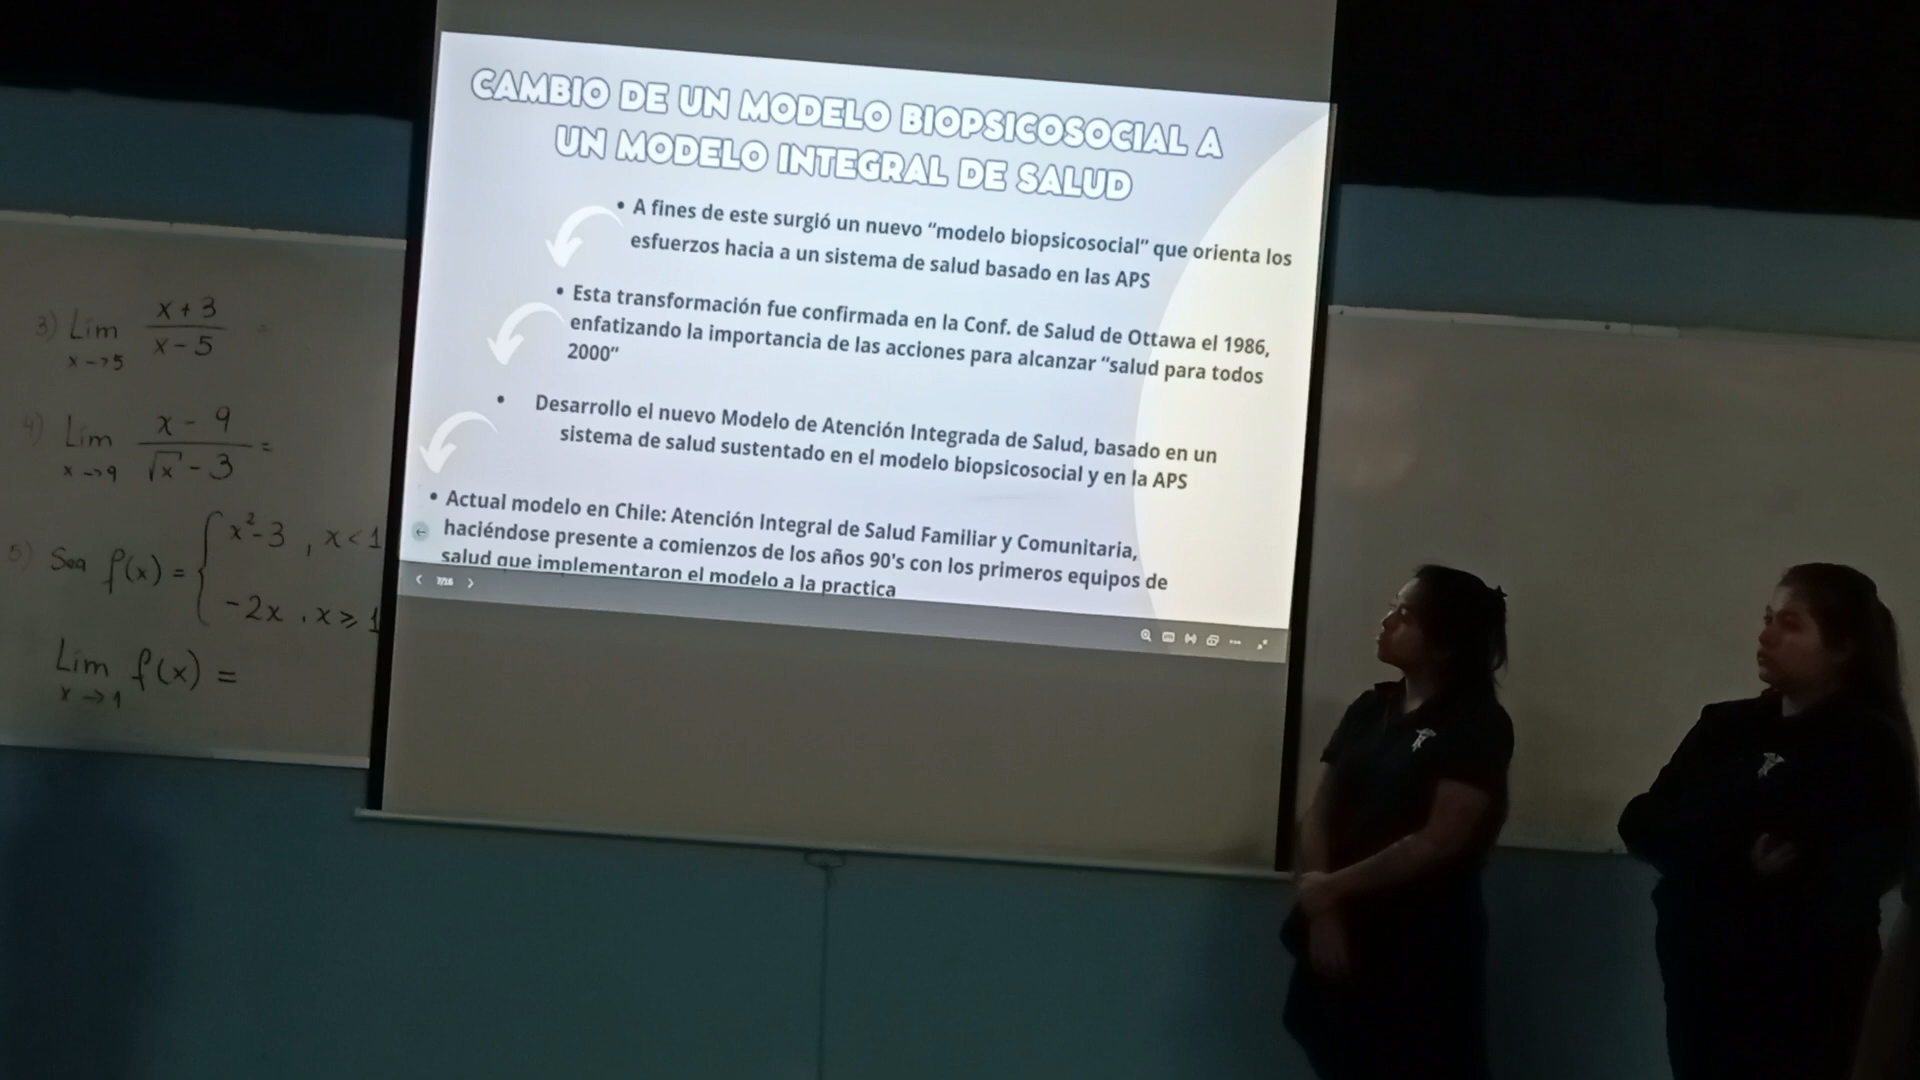 CAMBIO DE UN MODELO BIOPSICOSOCIAL A
UN MODELO INTEGRAL DE SALUD
• A fines de este surgió un nuevo “modelo biopsicosocial” que orienta los
esfuerzos hacia a un sistema de salud basado en las APS
• Esta transformación fue confirmada en la Conf. de Salud de Ottawa el 1986,
enfatizando la importancia de las acciones para alcanzar “salud para todos
2000”
• Desarrollo el nuevo Modelo de Atención Integrada de Salud, basado en un
sistema de salud sustentado en el modelo biopsicosocial y en la APS
• Actual modelo en Chile: Atención Integral de Salud Familiar y Comunitaria,
haciéndose presente a comienzos de los años 90's con los primeros equipos de
salud que implementaron el modelo a la practica
3) Lim x+3
x→5 x-5
4) Lim x-9 =
x→9 √x-3
5) Sea f(x) = { x²-3 , x<1
-2x , x≥1
Lim f(x) =
x→1